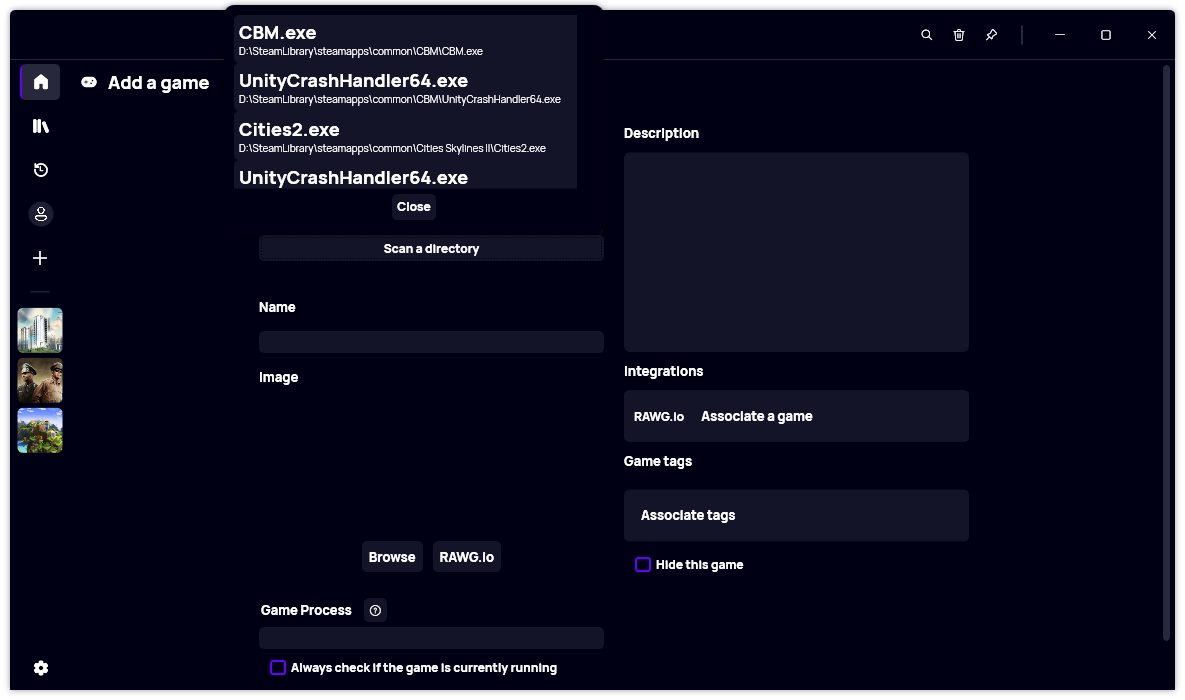 CBM.exe
D:\SteamLibrary\steamapps\common\CBM\CBM.exe
UnityCrashHandler64.exe
D:\SteamLibrary\steamapps\common\CBM\UnityCrashHandler64.exe
Cities2.exe
D:\SteamLibrary\steamapps\common\Cities Skylines II\Cities2.exe
UnityCrashHandler64.exe
Add a game
Close
Scan a directory
Name
Image
Browse
RAWG.io
Game Process
Always check if the game is currently running
Description
Integrations
RAWG.io Associate a game
Game tags
Associate tags
Hide this game